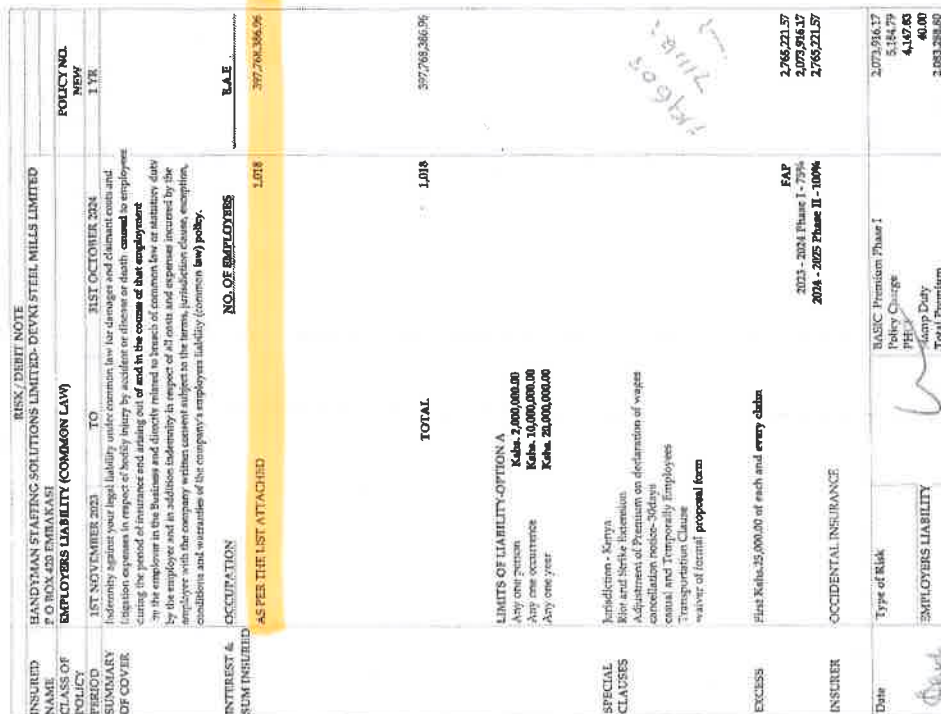 RISK / DEBIT NOTE
INSURED NAME HANDYMAN STAFFING SOLUTIONS LIMITED- DEVKI STEEL MILLS LIMITED
P O BOX 420 EMBAKASI
CLASS OF POLICY EMPLOYERS LIABILITY (COMMON LAW) POLICY NO. NEW
PERIOD 1ST NOVEMBER 2023 TO 31ST OCTOBER 2024 1 YR
SUMMARY OF COVER Indemnity against your legal liability under common law for damages and claimant costs and
litigation expenses in respect of bodily injury by accident or disease or death caused to employees
during the period of insurance and arising out of and in the course of that employment
by the employer in the Business and directly related to breach of common law or statutory duty
by the employer and in addition indemnity in respect of all costs and expenses incurred by the
employer with the company written consent subject to the terms, jurisdiction clause, exception,
conditions and warranties of the company's employers liability (common law) policy.
INTEREST & SUM INSURED OCCUPATION NO. OF EMPLOYEES E.A.E
AS PER THE LIST ATTACHED 1,018 397,768,386.96
TOTAL 1,018 397,768,386.96
LIMITS OF LIABILITY-OPTION A
Any one person Kshs. 2,000,000.00
Any one occurrence Kshs. 10,000,000.00
Any one year Kshs. 20,000,000.00
SPECIAL CLAUSES Jurisdiction - Kenya
Riot and Strike Extension
Adjustment of Premium on declaration of wages
cancellation notice-30days
casual and Temporally Employees
Transportation Clause
waiver of formal proposal form
FAP 2,765,221.57
2023 - 2024 Phase I - 75% 2,073,916.17
2024 - 2025 Phase II - 100% 2,765,221.57
EXCESS First Kshs.25,000.00 of each and every claim
INSURER OCCIDENTAL INSURANCE
Date Type of Risk BASIC Premium Phase I 2,073,916.17
Policy Charge 5,184.79
PHCF 4,147.83
Stamp Duty 40.00
EMPLOYERS LIABILITY Total Premium 2,083,288.80